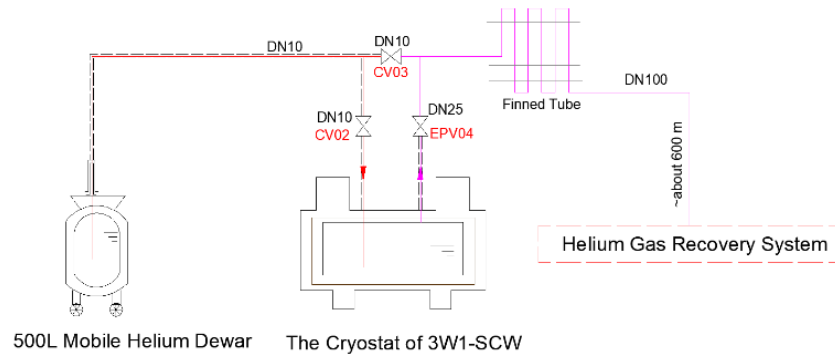 DN10
DN10
CV03
DN10
CV02
DN25
EPV04
Finned Tube
DN100
~about 600 m
Helium Gas Recovery System
500L Mobile Helium Dewar
The Cryostat of 3W1-SCW